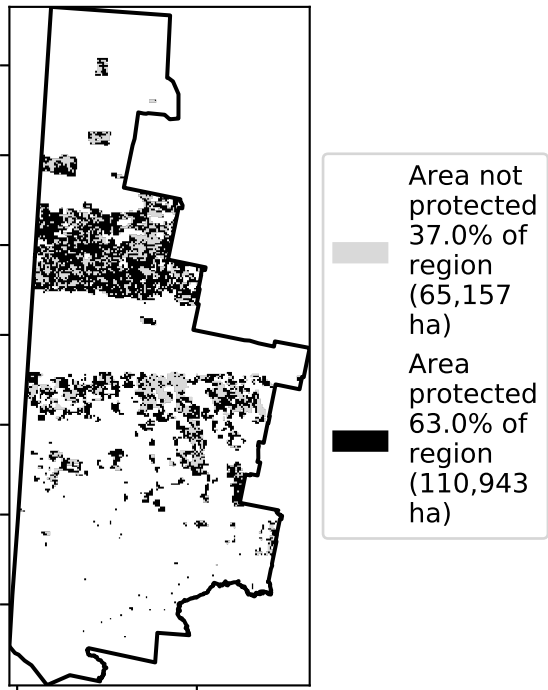 Area not
protected
37.0% of
region
(65,157
ha)
Area
protected
63.0% of
region
(110,943
ha)